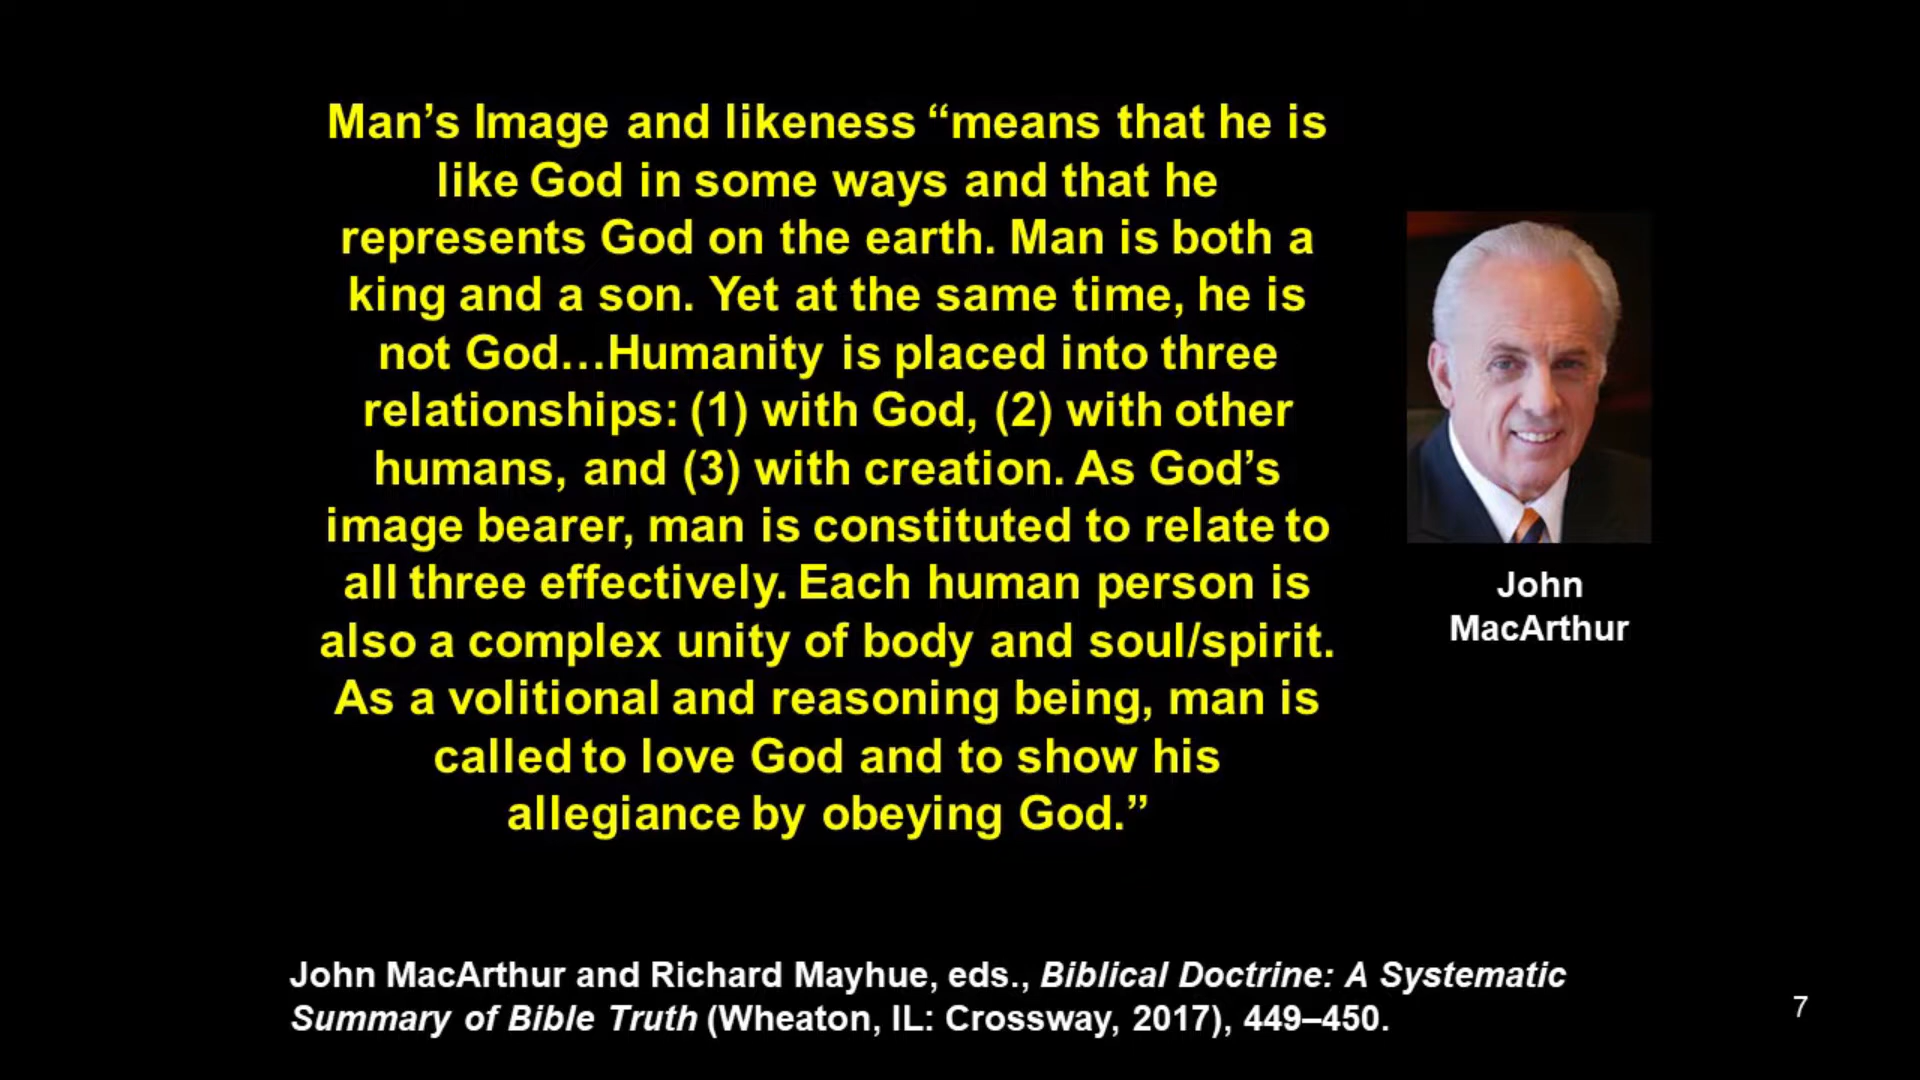 Man’s Image and likeness “means that he is
like God in some ways and that he
represents God on the earth. Man is both a
king and a son. Yet at the same time, he is
not God…Humanity is placed into three
relationships: (1) with God, (2) with other
humans, and (3) with creation. As God’s
image bearer, man is constituted to relate to
all three effectively. Each human person is
also a complex unity of body and soul/spirit.
As a volitional and reasoning being, man is
called to love God and to show his
allegiance by obeying God.”
John
MacArthur
John MacArthur and Richard Mayhue, eds., Biblical Doctrine: A Systematic
Summary of Bible Truth (Wheaton, IL: Crossway, 2017), 449–450.
7